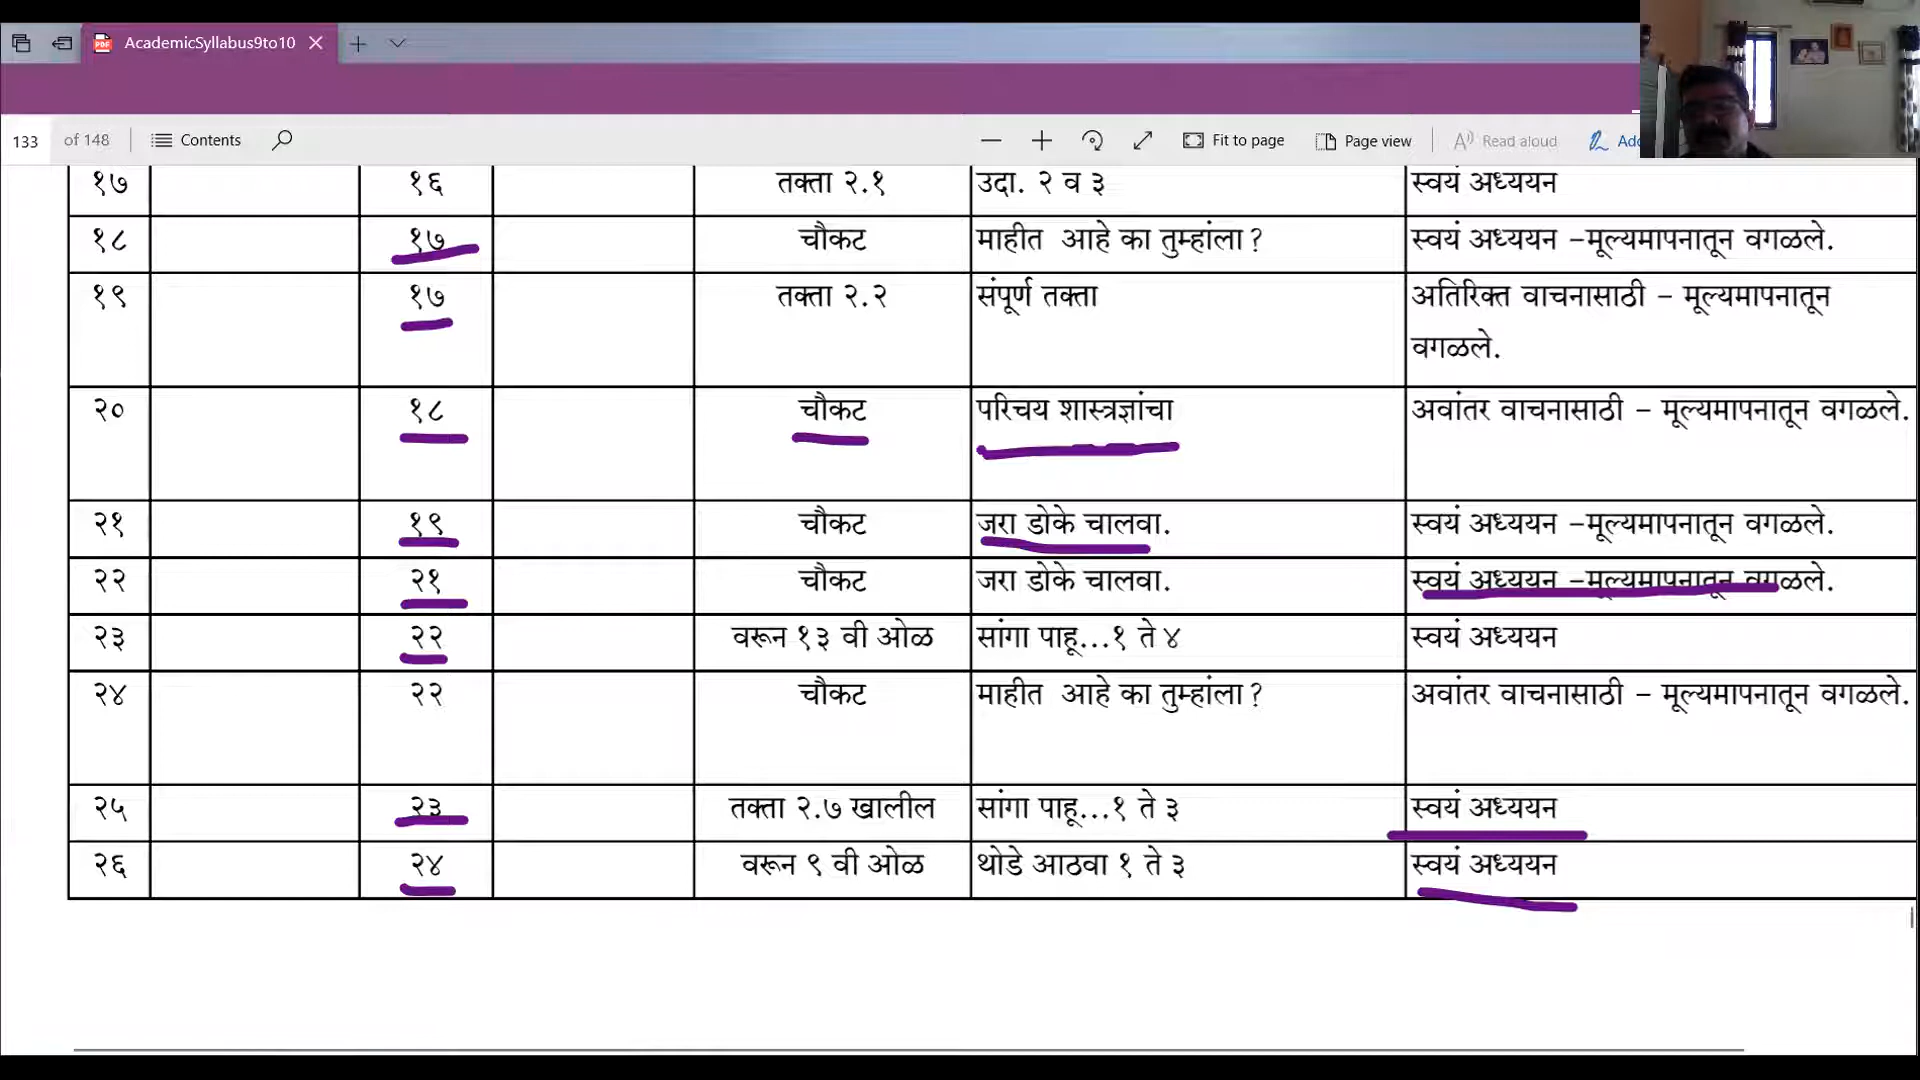 AcademicSyllabus9to10
133 of 148 Contents Fit to page Page view Read aloud
१७ १६ तक्ता २.१ उदा. २ व ३ स्वयं अध्ययन
१८ १७ चौकट माहीत आहे का तुम्हांला? स्वयं अध्ययन –मूल्यमापनातून वगळले.
१९ १७ तक्ता २.२ संपूर्ण तक्ता अतिरिक्त वाचनासाठी – मूल्यमापनातून
वगळले.
२० १८ चौकट परिचय शास्त्रज्ञांचा अवांतर वाचनासाठी – मूल्यमापनातून वगळले.
२१ १९ चौकट जरा डोके चालवा. स्वयं अध्ययन –मूल्यमापनातून वगळले.
२२ २१ चौकट जरा डोके चालवा. स्वयं अध्ययन –मूल्यमापनातून वगळले.
२३ २२ वरून १३ वी ओळ सांगा पाहू...१ ते ४ स्वयं अध्ययन
२४ २२ चौकट माहीत आहे का तुम्हांला? अवांतर वाचनासाठी – मूल्यमापनातून वगळले.
२५ २३ तक्ता २.७ खालील सांगा पाहू...१ ते ३ स्वयं अध्ययन
२६ २४ वरून ९ वी ओळ थोडे आठवा १ ते ३ स्वयं अध्ययन